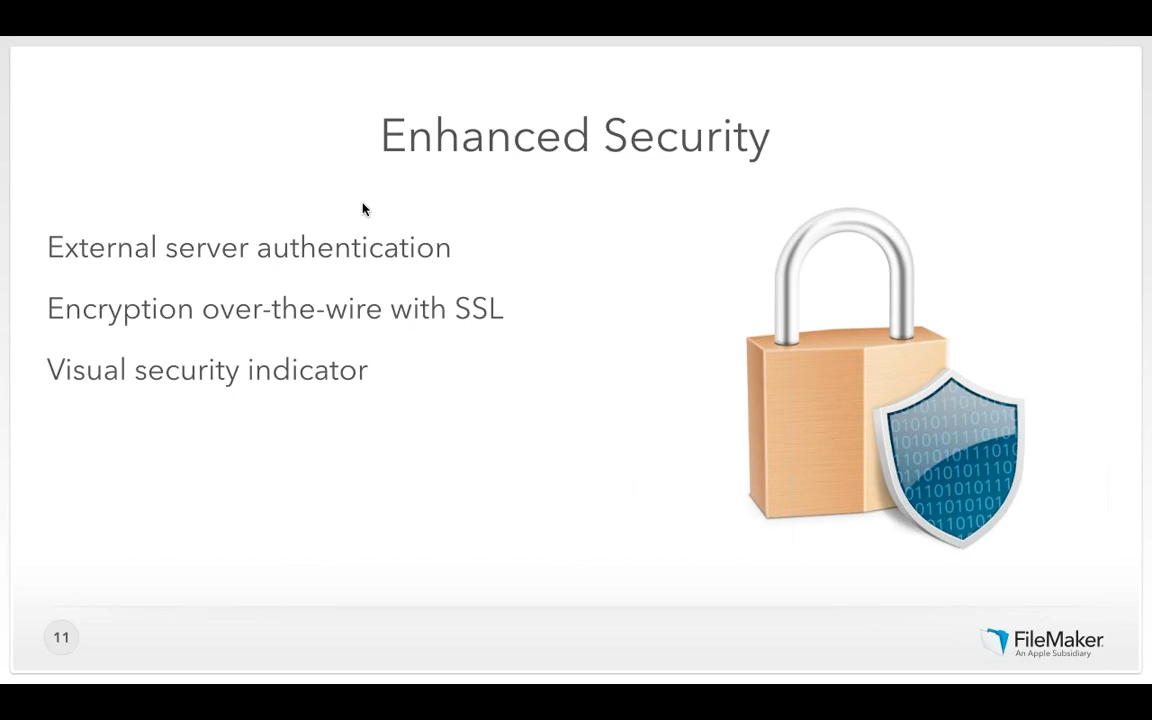 Enhanced Security
External server authentication
Encryption over-the-wire with SSL
Visual security indicator
11
FileMaker
An Apple Subsidiary